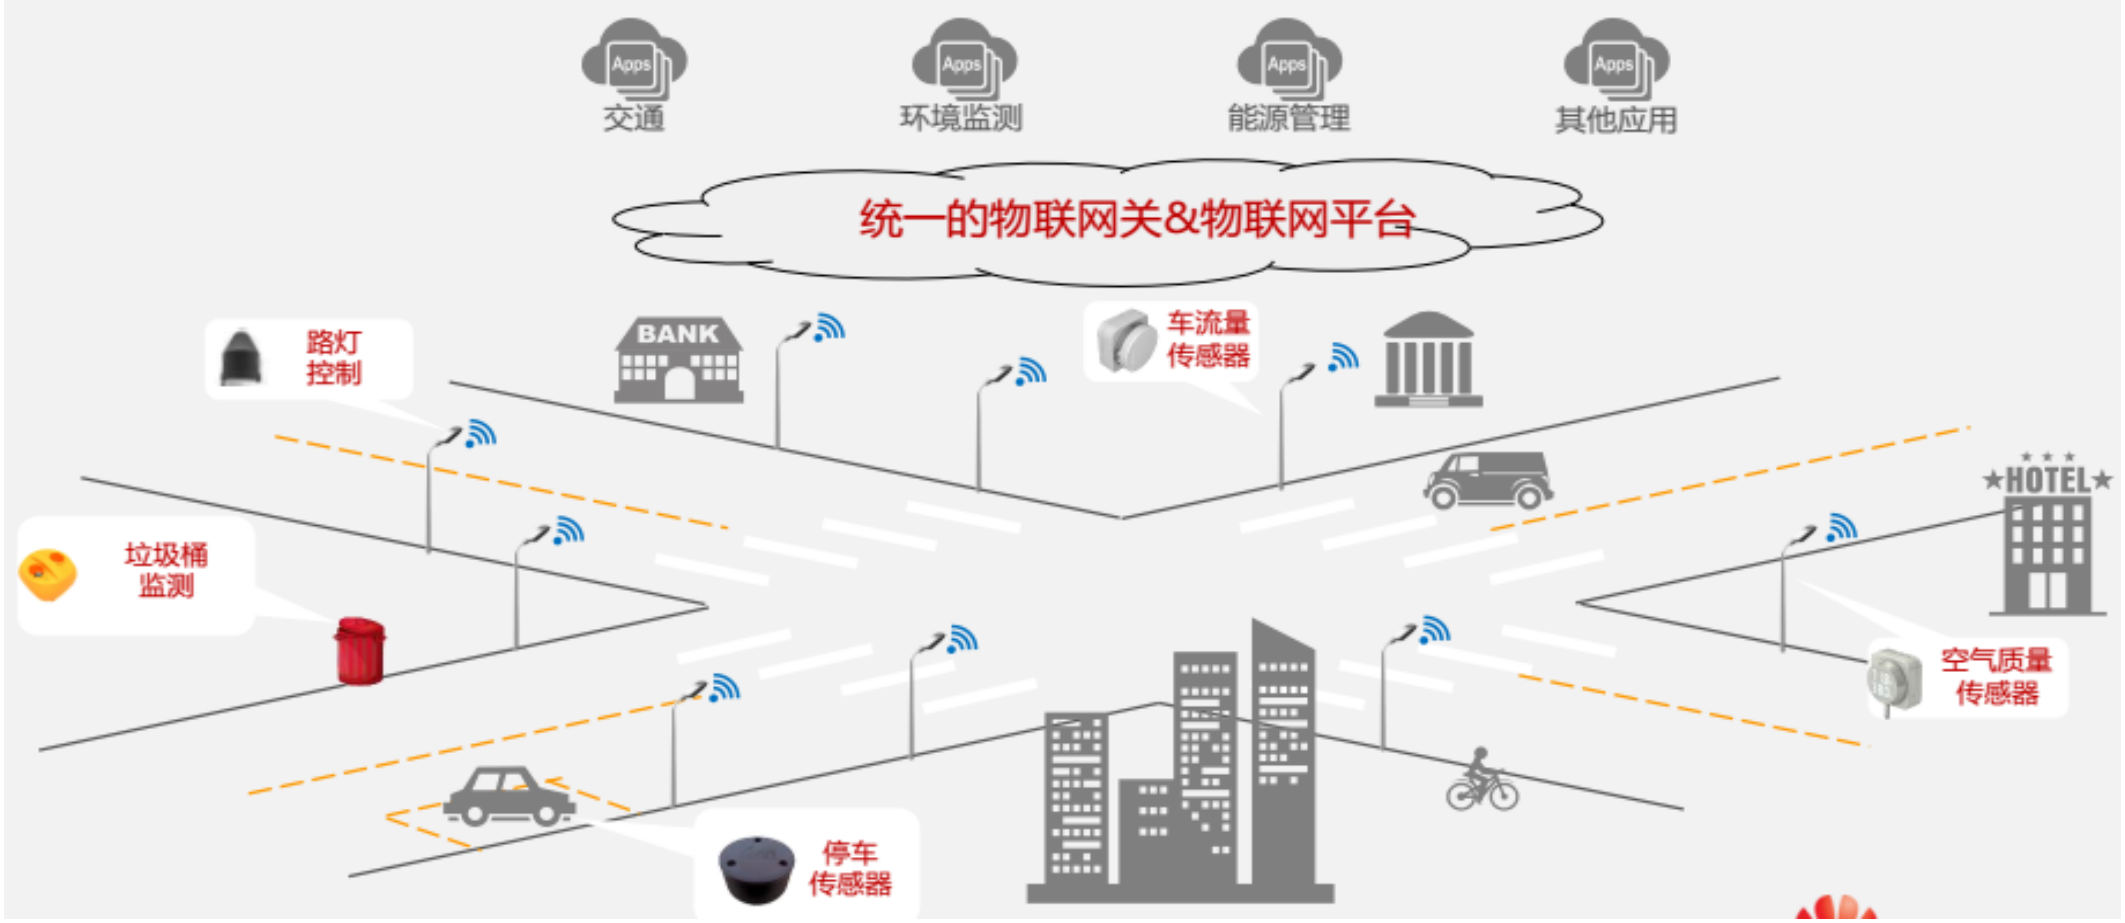 Apps
Apps
Apps
Apps
交通
环境监测
能源管理
其他应用
统一的物联网关&物联网平台
路灯
控制
BANK
车流量
传感器
HOTEL
垃圾桶
监测
空气质量
传感器
停车
传感器